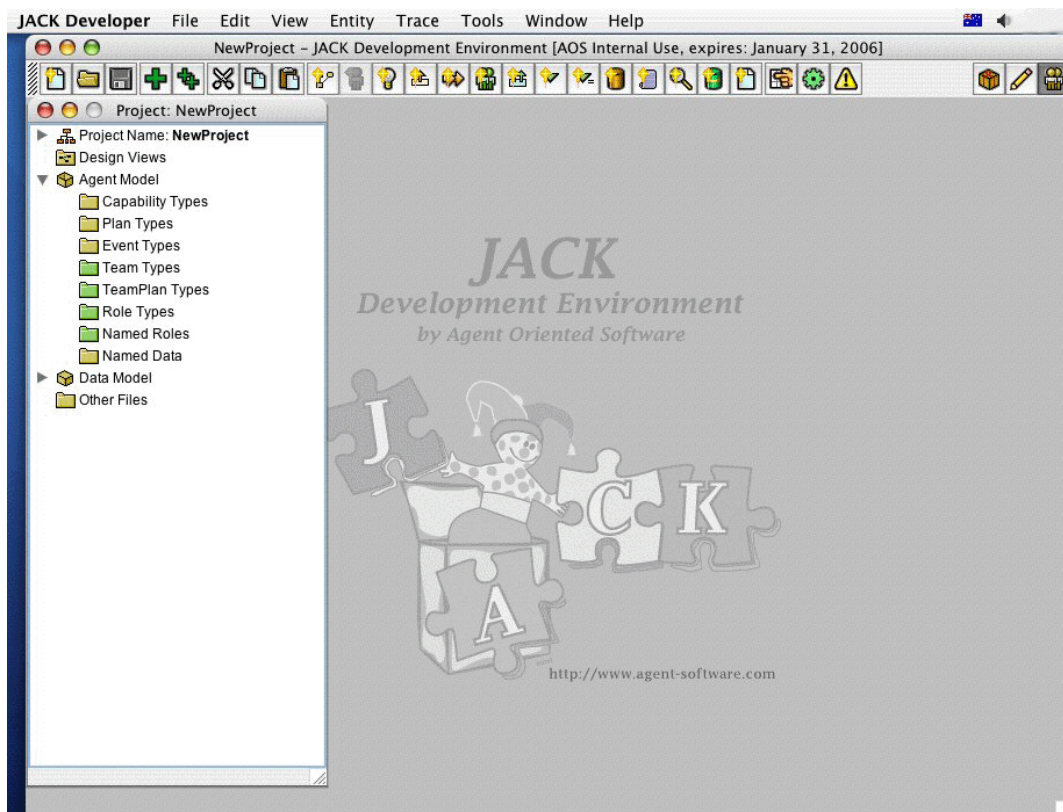 JACK Developer File Edit View Entity Trace Tools Window Help
NewProject – JACK Development Environment [AOS Internal Use, expires: January 31, 2006]
Project: NewProject
Project Name: NewProject
Design Views
Agent Model
Capability Types
Plan Types
Event Types
Team Types
TeamPlan Types
Role Types
Named Roles
Named Data
Data Model
Other Files
JACK
Development Environment
by Agent Oriented Software
J
A
C
K
http://www.agent-software.com